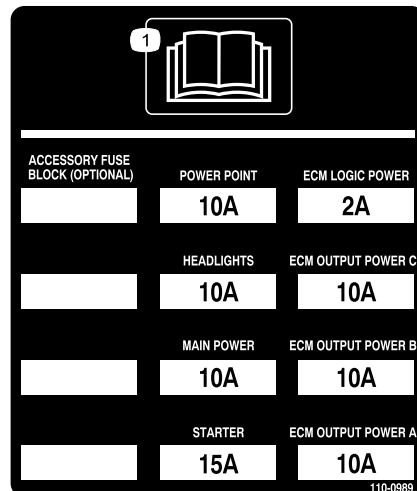 1
ACCESSORY FUSE
BLOCK (OPTIONAL)
POWER POINT
ECM LOGIC POWER
10A
2A
HEADLIGHTS
ECM OUTPUT POWER C
10A
10A
MAIN POWER
ECM OUTPUT POWER B
10A
10A
STARTER
ECM OUTPUT POWER A
15A
10A
110-0989